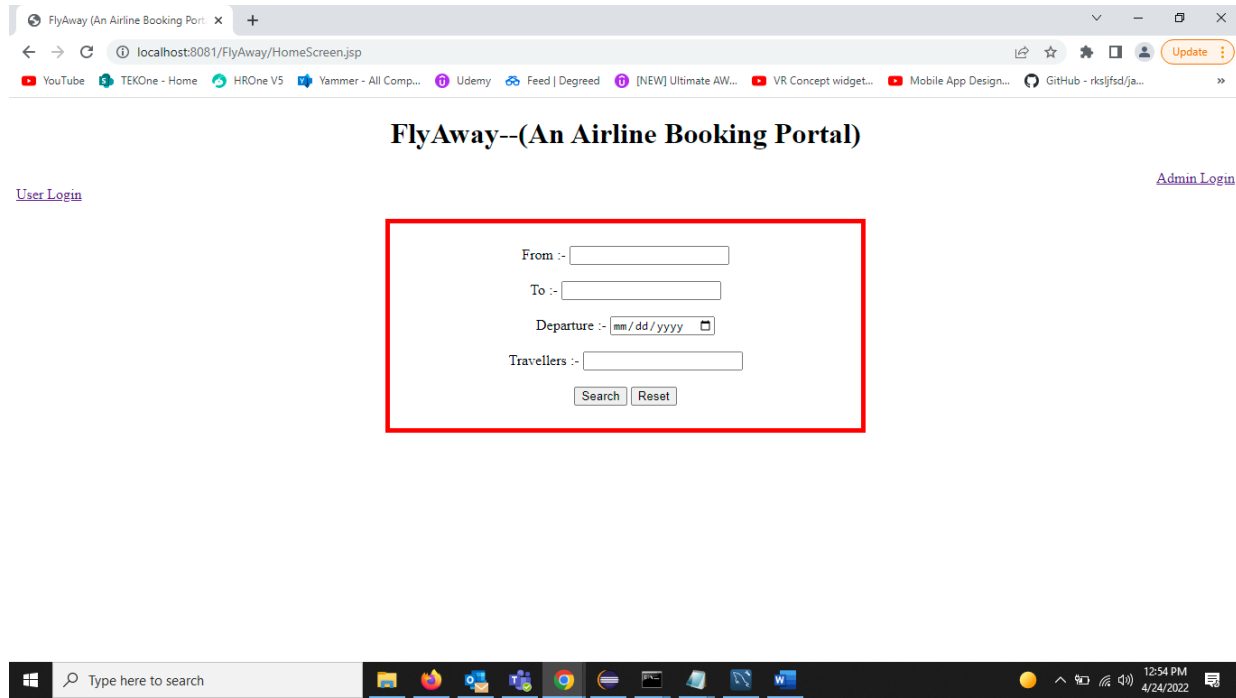 FlyAway (An Airline Booking Port
localhost:8081/FlyAway/HomeScreen.jsp
Update
YouTube TEKOne - Home HROne V5 Yammer - All Comp... Udemy Feed | Degreed [NEW] Ultimate AW... VR Concept widget... Mobile App Design... GitHub - rksljfsd/ja... »
FlyAway--(An Airline Booking Portal)
Admin Login
User Login
From :-
To :-
Departure :- mm/dd/yyyy
Travellers :-
Search Reset
Type here to search
12:54 PM
4/24/2022